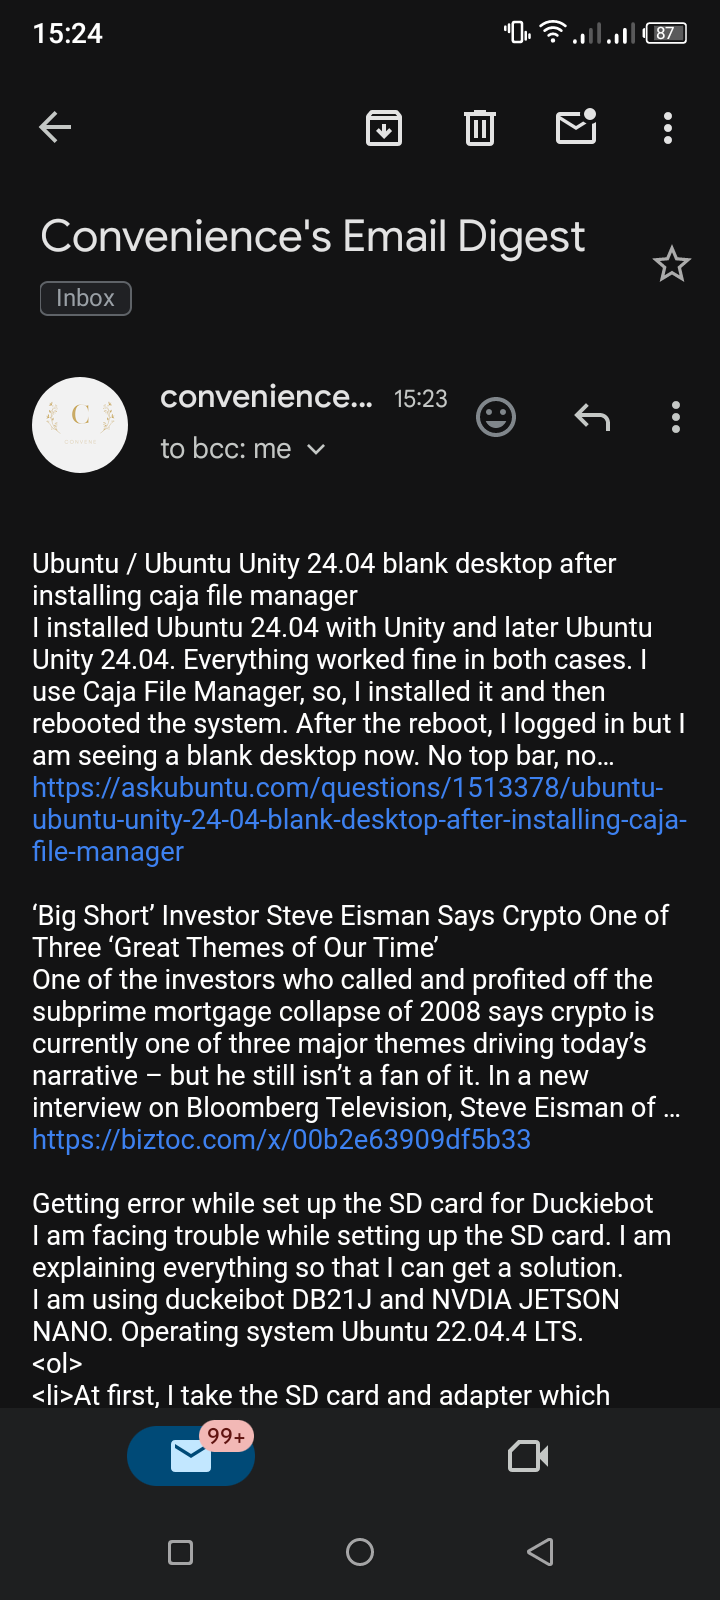 15:24
87
Convenience's Email Digest
Inbox
C
convenience... 15:23
to bcc: me
Ubuntu / Ubuntu Unity 24.04 blank desktop after
installing caja file manager
I installed Ubuntu 24.04 with Unity and later Ubuntu
Unity 24.04. Everything worked fine in both cases. I
use Caja File Manager, so, I installed it and then
rebooted the system. After the reboot, I logged in but I
am seeing a blank desktop now. No top bar, no...
https://askubuntu.com/questions/1513378/ubuntu-
ubuntu-unity-24-04-blank-desktop-after-installing-caja-
file-manager
‘Big Short’ Investor Steve Eisman Says Crypto One of
Three ‘Great Themes of Our Time’
One of the investors who called and profited off the
subprime mortgage collapse of 2008 says crypto is
currently one of three major themes driving today’s
narrative – but he still isn’t a fan of it. In a new
interview on Bloomberg Television, Steve Eisman of ...
https://biztoc.com/x/00b2e63909df5b33
Getting error while set up the SD card for Duckiebot
I am facing trouble while setting up the SD card. I am
explaining everything so that I can get a solution.
I am using duckeibot DB21J and NVDIA JETSON
NANO. Operating system Ubuntu 22.04.4 LTS.
<ol>
<li>At first, I take the SD card and adapter which
99+